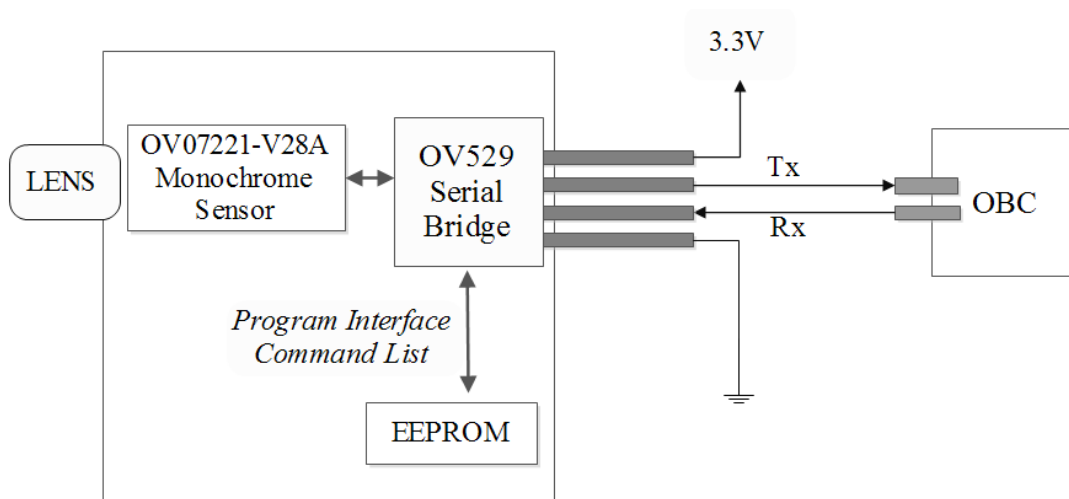 3.3V
LENS
OV07221-V28A
Monochrome
Sensor
OV529
Serial
Bridge
Tx
Rx
OBC
Program Interface
Command List
EEPROM